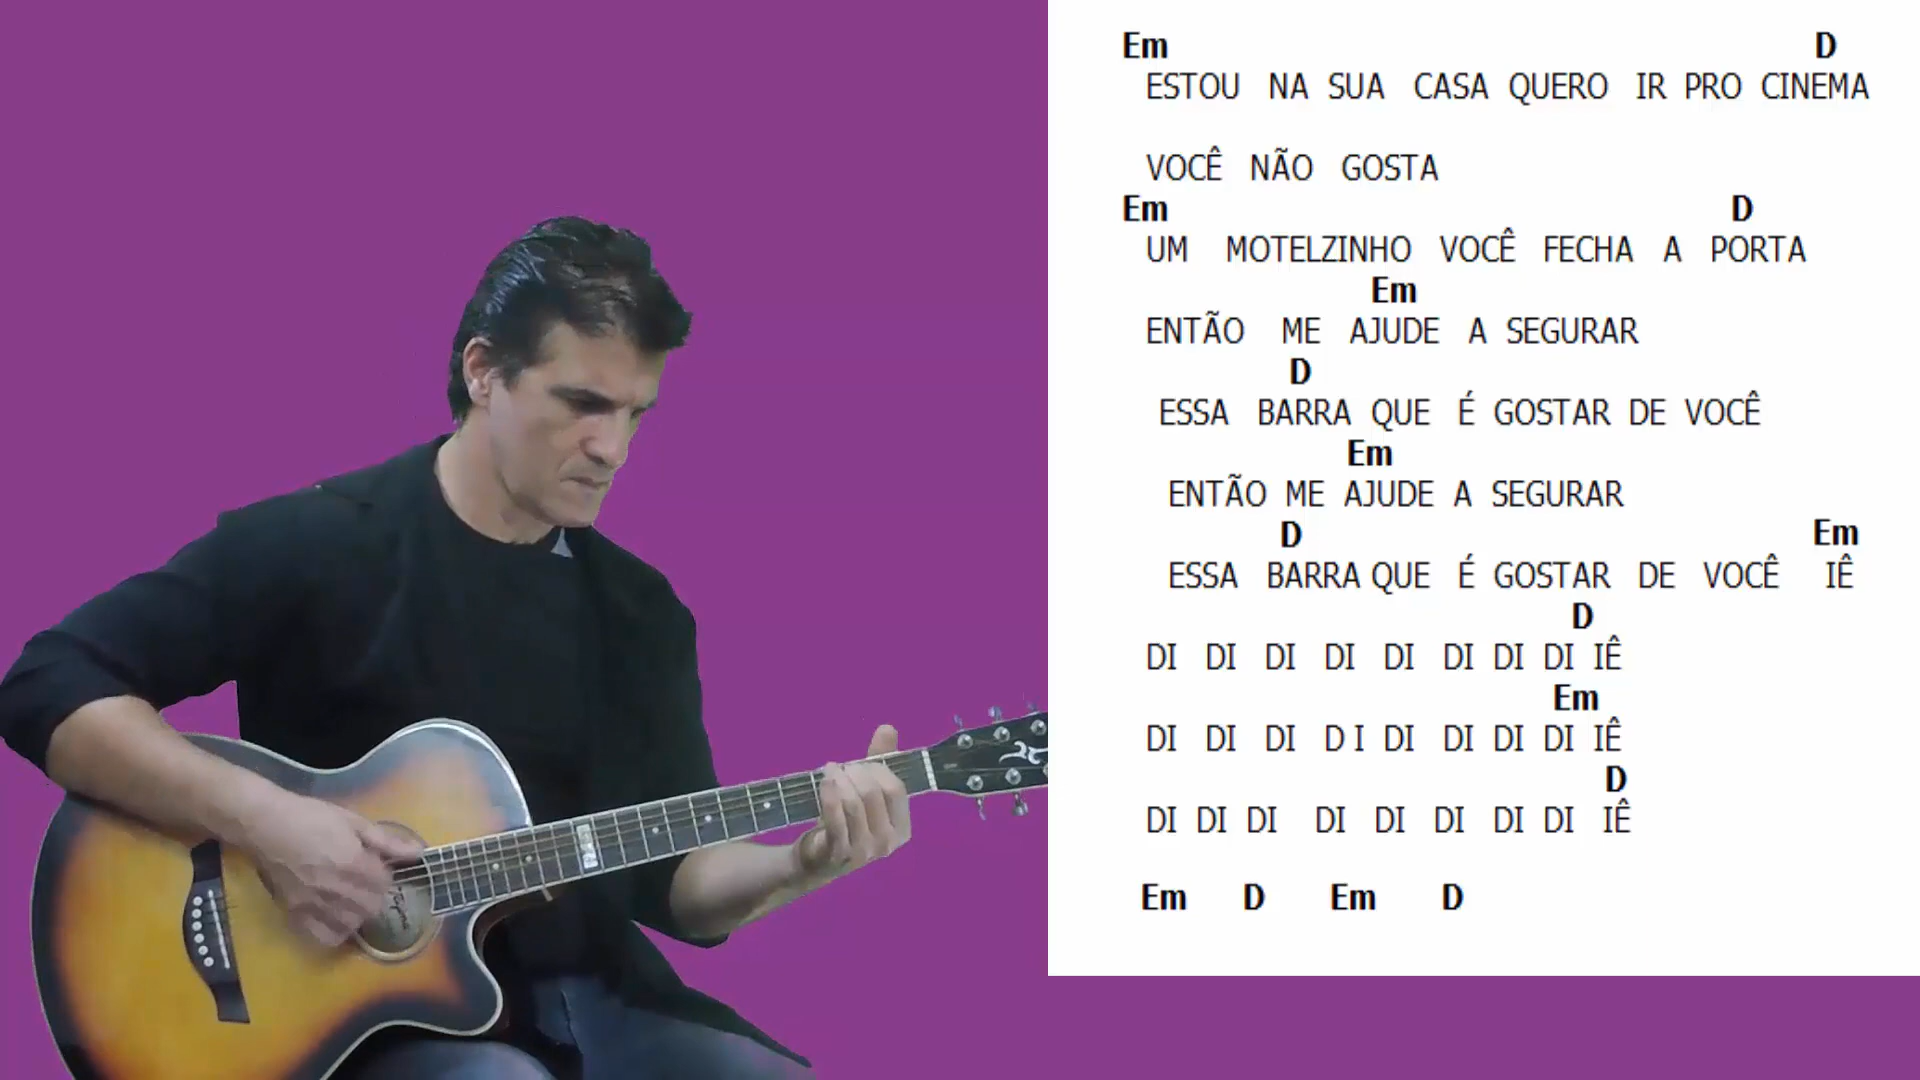 Em D
ESTOU NA SUA CASA QUERO IR PRO CINEMA
VOCÊ NÃO GOSTA
Em D
UM MOTELZINHO VOCÊ FECHA A PORTA
Em
ENTÃO ME AJUDE A SEGURAR
D
ESSA BARRA QUE É GOSTAR DE VOCÊ
Em
ENTÃO ME AJUDE A SEGURAR
D Em
ESSA BARRA QUE É GOSTAR DE VOCÊ IÊ
D
DI DI DI DI DI DI DI DI IÊ
Em
DI DI DI D I DI DI DI DI IÊ
D
DI DI DI DI DI DI DI DI IÊ
Em D Em D